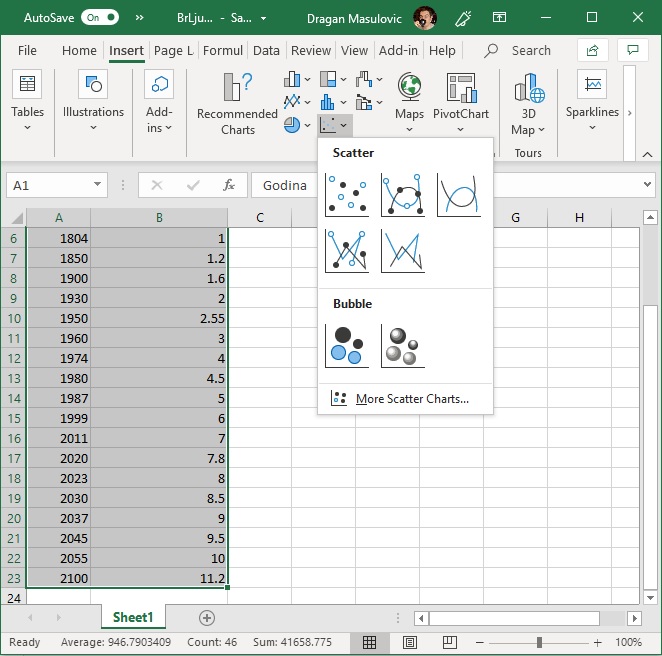 AutoSave On » BrLju... - Sa... Dragan Masulovic
File Home Insert Page L Formul Data Review View Add-in Help Search
Tables Illustrations Add-ins Recommended Charts Maps PivotChart 3D Map Sparklines
Tours
A1 fx Godina
Scatter
Bubble
More Scatter Charts...
A B C G H
6 1804 1
7 1850 1.2
8 1900 1.6
9 1930 2
10 1950 2.55
11 1960 3
12 1974 4
13 1980 4.5
14 1987 5
15 1999 6
16 2011 7
17 2020 7.8
18 2023 8
19 2030 8.5
20 2037 9
21 2045 9.5
22 2055 10
23 2100 11.2
24
Sheet1
Ready Average: 946.7903409 Count: 46 Sum: 41658.775 100%